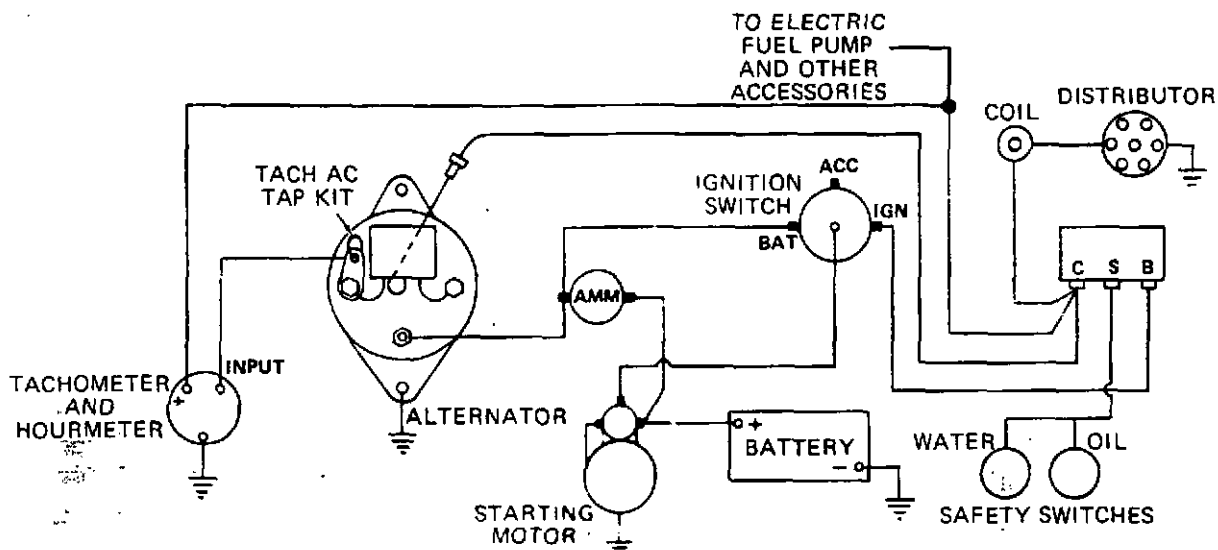 TO ELECTRIC
FUEL PUMP
AND OTHER
ACCESSORIES
COIL
DISTRIBUTOR
TACH AC
TAP KIT
IGNITION
SWITCH
ACC
IGN
BAT
C S B
AMM
INPUT
TACHOMETER
AND
HOURMETER
+
ALTERNATOR
+
BATTERY
-
WATER
OIL
STARTING
MOTOR
SAFETY SWITCHES